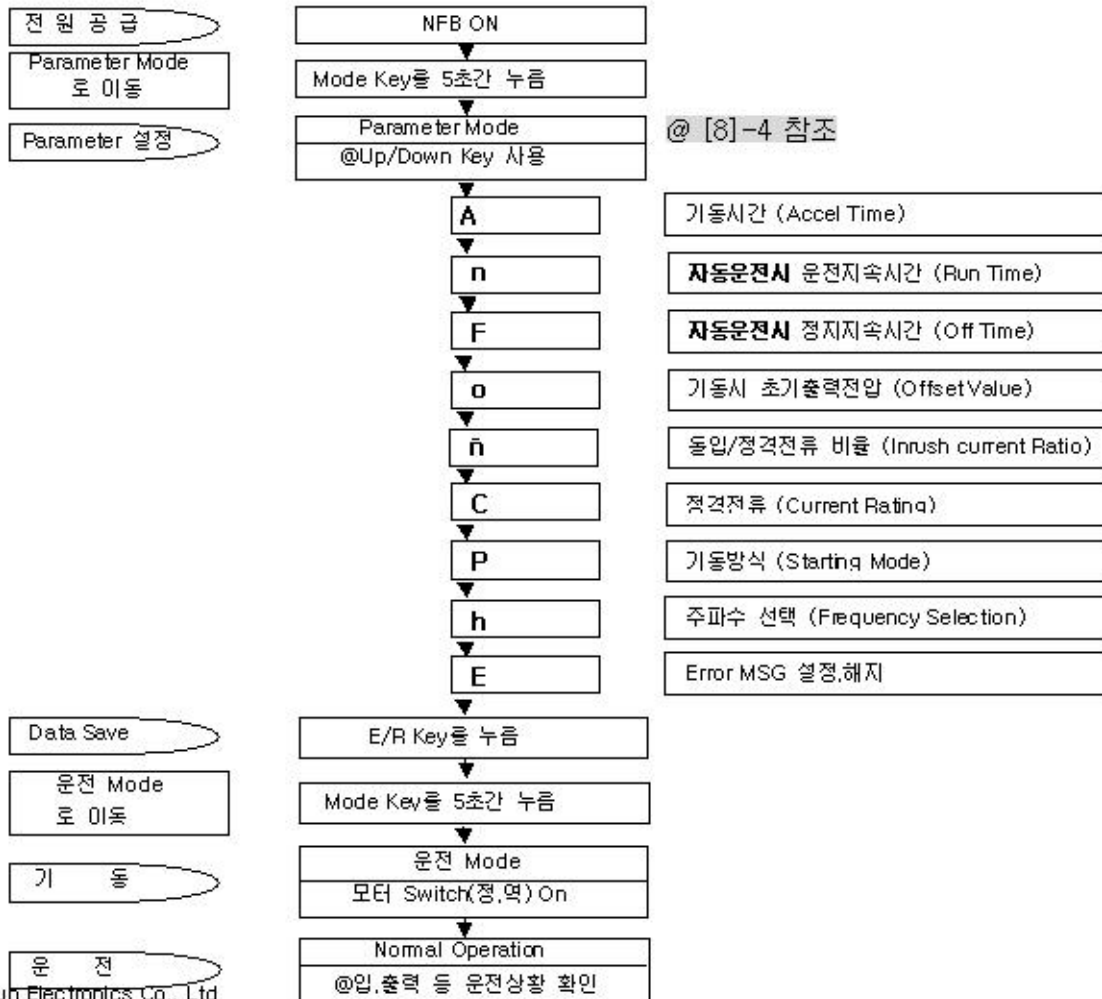 전 원 공 급
NFB ON
Parameter Mode
로 이동
Mode Key를 5초간 누름
Parameter 설정
Parameter Mode
@Up/Down Key 사용
@ [8]-4 참조
A
기동시간 (Accel Time)
n
자동운전시 운전지속시간 (Run Time)
F
자동운전시 정지지속시간 (Off Time)
o
기동시 초기출력전압 (Offset Value)
ñ
돌입/정격전류 비율 (Inrush current Ratio)
C
정격전류 (Current Rating)
P
기동방식 (Starting Mode)
h
주파수 선택 (Frequency Selection)
E
Error MSG 설정,해지
Data Save
E/R Key를 누름
운전 Mode
로 이동
Mode Key를 5초간 누름
기 동
운전 Mode
모터 Switch(정,역) On
운 전
Normal Operation
@입,출력 등 운전상황 확인
Electronics Co., Ltd